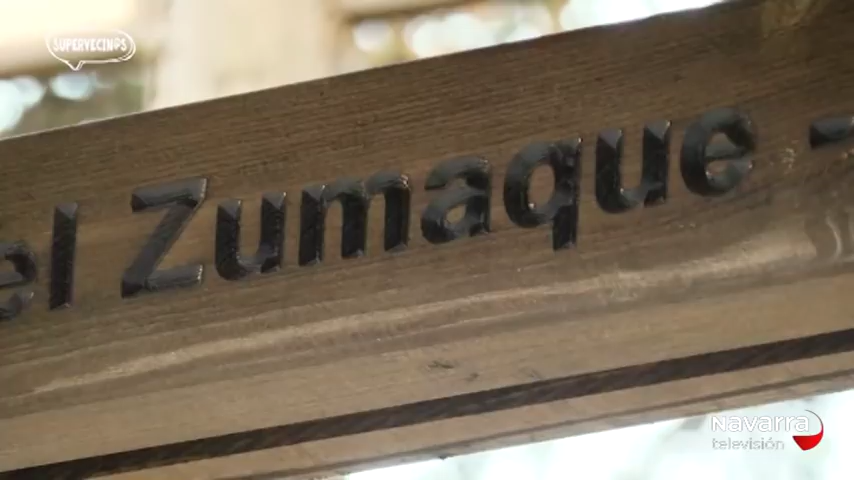 SUPERVECINOS
el Zumaque -
Navarra
televisión